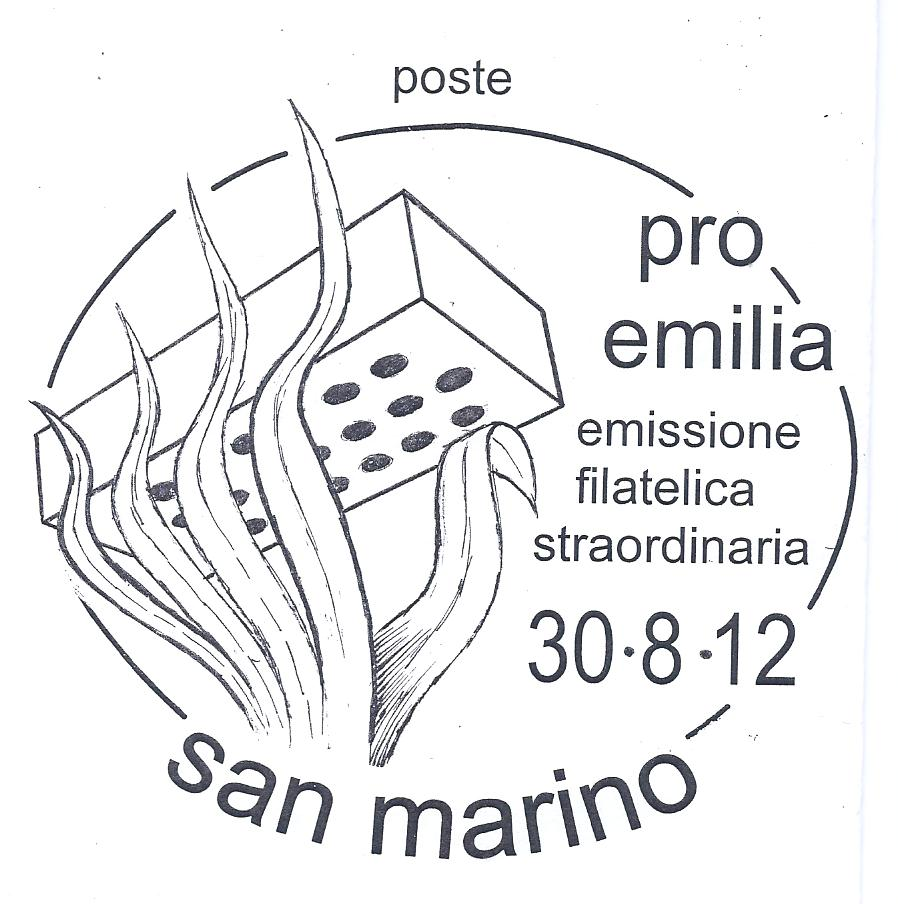 poste
pro
emilia
emissione
filatelica
straordinaria
30·8·12
san marino